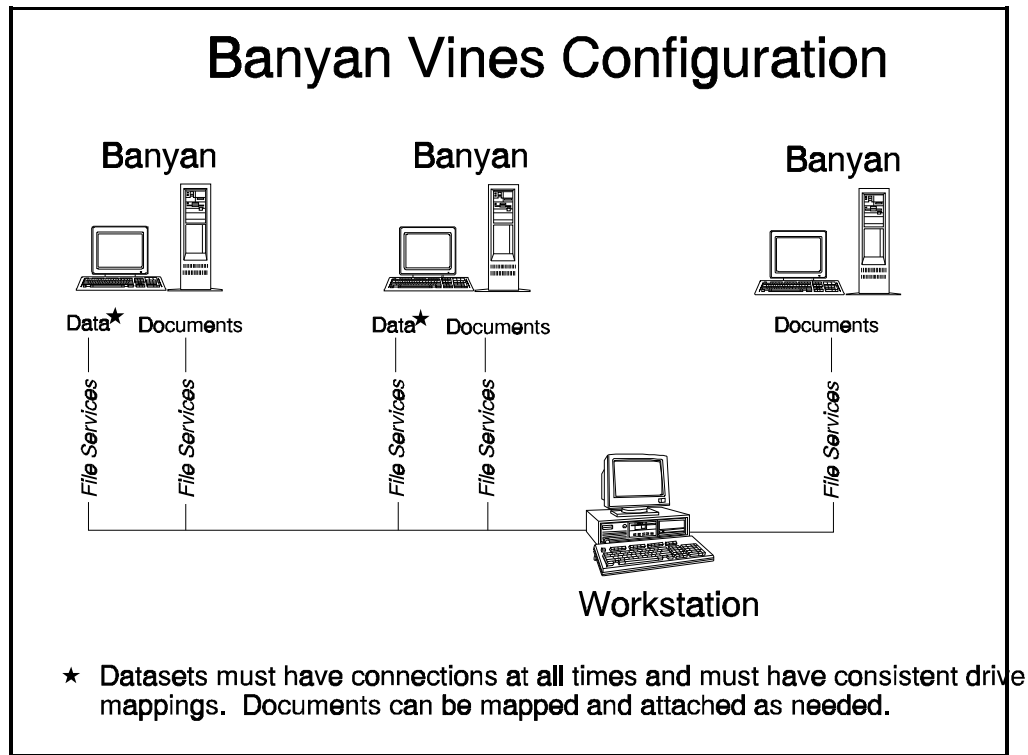 Banyan Vines Configuration
Banyan Banyan Banyan
Data★ Documents Data★ Documents Documents
File Services File Services File Services File Services File Services
Workstation
★ Datasets must have connections at all times and must have consistent drive
mappings. Documents can be mapped and attached as needed.